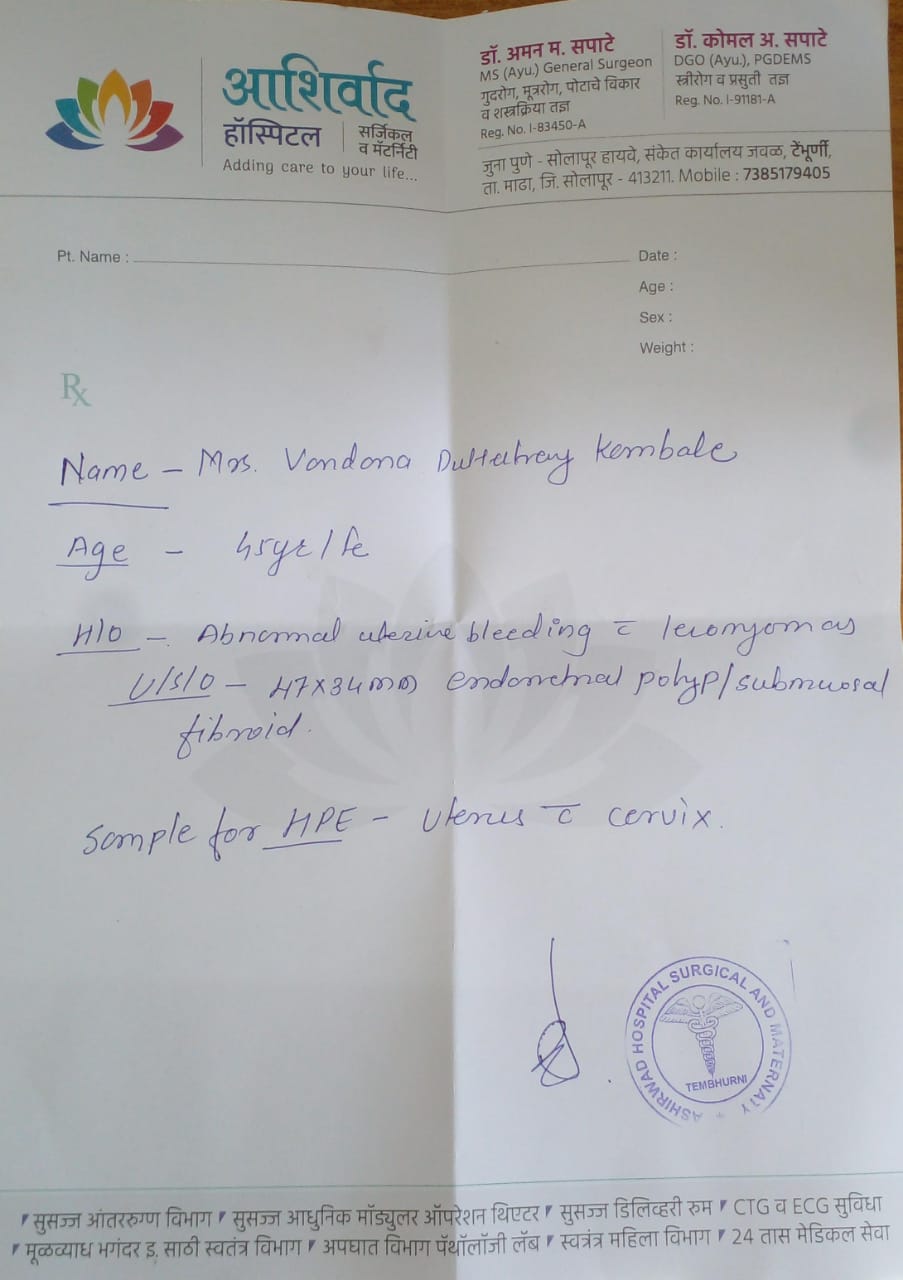 आशिर्वाद
हॉस्पिटल | सर्जिकल व मॅटर्निटी
Adding care to your life...
डॉ. अमन म. सपाटे
MS (Ayu.) General Surgeon
गुदरोग, मूत्ररोग, पोटाचे विकार
व शस्त्रक्रिया तज्ञ
Reg. No. I-83450-A
डॉ. कोमल अ. सपाटे
DGO (Ayu.), PGDEMS
स्त्रीरोग व प्रसुती तज्ञ
Reg. No. I-91181-A
जुना पुणे - सोलापूर हायवे, संकेत कार्यालय जवळ, टेंभूर्णी,
ता. माढा, जि. सोलापूर - 413211. Mobile : 7385179405
Pt. Name :
Date :
Age :
Sex :
Weight :
Rx
Name - Mrs. Vandana Kambale
Age - 45yr / fe
H/O - Abnormal uterine bleeding c̄ leiomyomas
U/S/O - 47x34mm endometrial polyp/submucosal
fibroid.
Sample for HPE - Uterus c̄ cervix.
ASHIRWAD HOSPITAL SURGICAL AND MATERNATY
TEMBHURNI
सुसज्ज आंतररुग्ण विभाग सुसज्ज आधुनिक मॉड्युलर ऑपरेशन थिएटर सुसज्ज डिलिव्हरी रुम CTG व ECG सुविधा
मूळव्याध भगंदर इ. साठी स्वतंत्र विभाग अपघात विभाग पॅथॉलॉजी लॅब स्वत्रंत्र महिला विभाग 24 तास मेडिकल सेवा